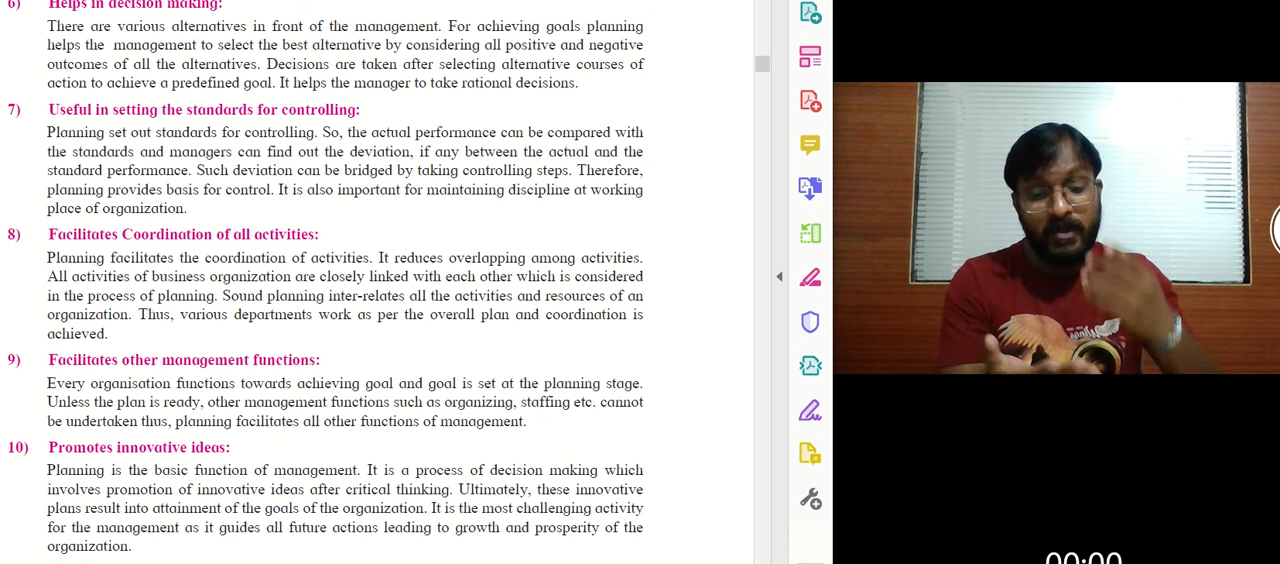 6) Helps in decision making:
There are various alternatives in front of the management. For achieving goals planning
helps the management to select the best alternative by considering all positive and negative
outcomes of all the alternatives. Decisions are taken after selecting alternative courses of
action to achieve a predefined goal. It helps the manager to take rational decisions.
7) Useful in setting the standards for controlling:
Planning set out standards for controlling. So, the actual performance can be compared with
the standards and managers can find out the deviation, if any between the actual and the
standard performance. Such deviation can be bridged by taking controlling steps. Therefore,
planning provides basis for control. It is also important for maintaining discipline at working
place of organization.
8) Facilitates Coordination of all activities:
Planning facilitates the coordination of activities. It reduces overlapping among activities.
All activities of business organization are closely linked with each other which is considered
in the process of planning. Sound planning inter-relates all the activities and resources of an
organization. Thus, various departments work as per the overall plan and coordination is
achieved.
9) Facilitates other management functions:
Every organisation functions towards achieving goal and goal is set at the planning stage.
Unless the plan is ready, other management functions such as organizing, staffing etc. cannot
be undertaken thus, planning facilitates all other functions of management.
10) Promotes innovative ideas:
Planning is the basic function of management. It is a process of decision making which
involves promotion of innovative ideas after critical thinking. Ultimately, these innovative
plans result into attainment of the goals of the organization. It is the most challenging activity
for the management as it guides all future actions leading to growth and prosperity of the
organization.
00:00